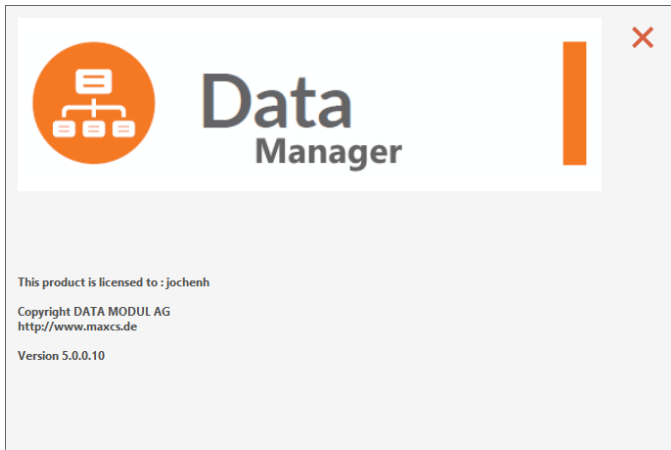 Data
Manager
This product is licensed to : jochenh
Copyright DATA MODUL AG
http://www.maxcs.de
Version 5.0.0.10